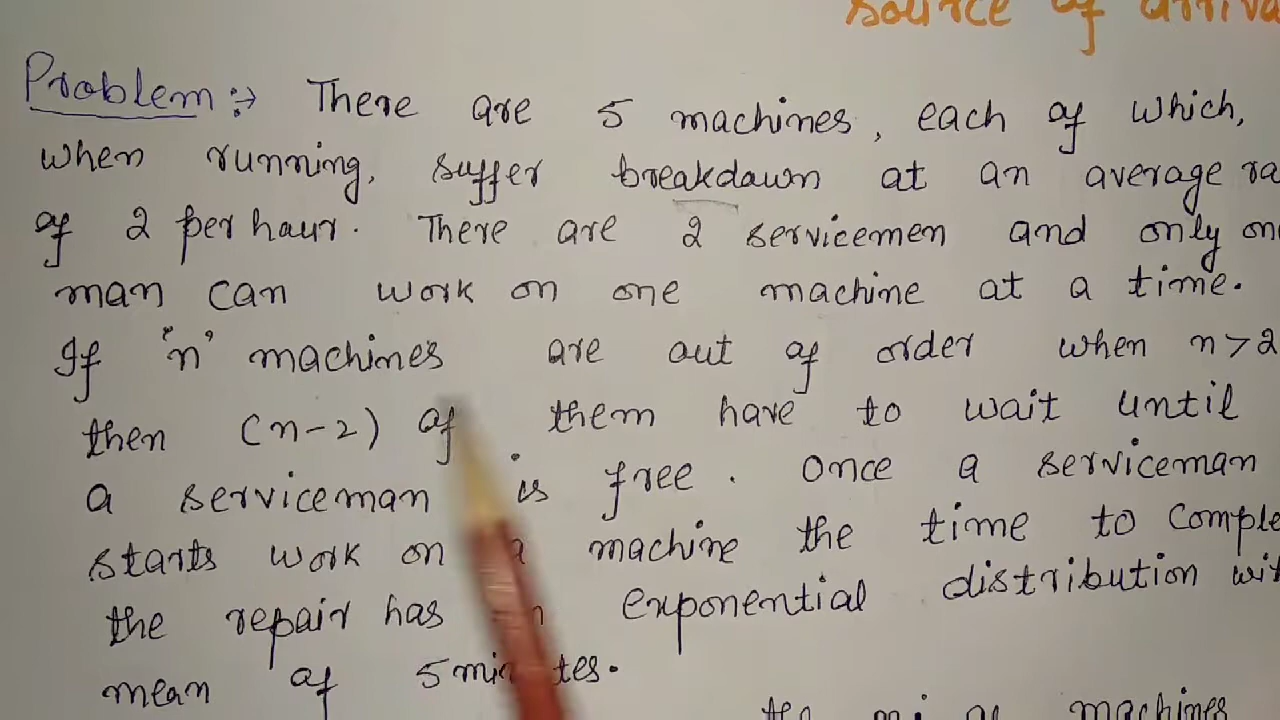 source of arriva
Problem :→ There are 5 machines, each of which,
when running, suffer breakdown at an average ra
of 2 per hour. There are 2 servicemen and only on
man can work on one machine at a time.
If 'n' machines are out of order when n>2
then (n-2) of them have to wait until
a serviceman is free. Once a serviceman
starts work on a machine the time to comple
the repair has exponential distribution wit
mean of 5 minutes.
machines